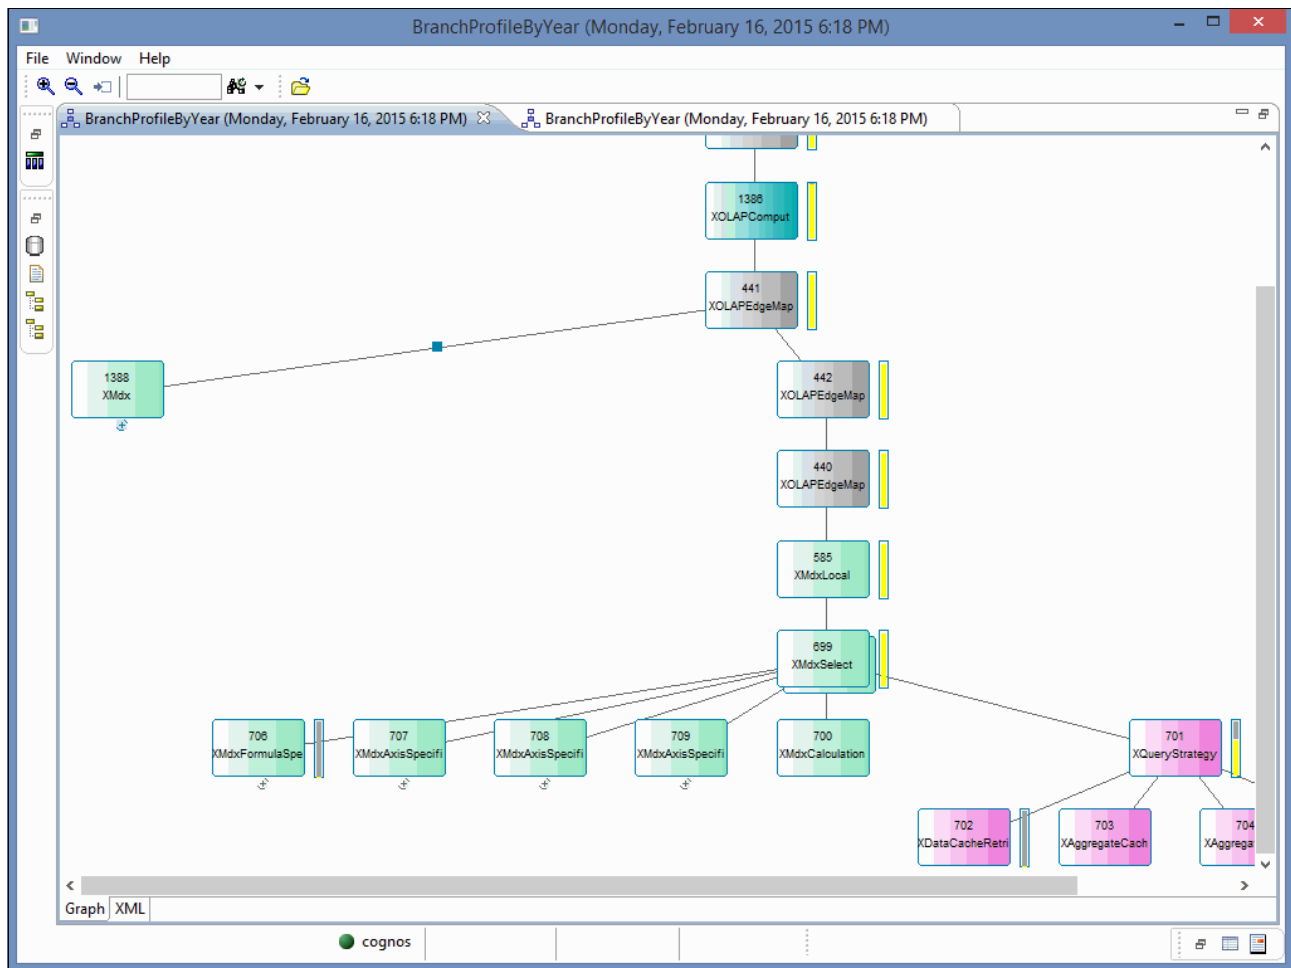 BranchProfileByYear (Monday, February 16, 2015 6:18 PM)
File Window Help
BranchProfileByYear (Monday, February 16, 2015 6:18 PM)
BranchProfileByYear (Monday, February 16, 2015 6:18 PM)
1386
XOLAPComput
441
XOLAPEdgeMap
1388
XMdx
442
XOLAPEdgeMap
440
XOLAPEdgeMap
585
XMdxLocal
699
XMdxSelect
706
XMdxFormulaSpe
707
XMdxAxisSpecifi
708
XMdxAxisSpecifi
709
XMdxAxisSpecifi
700
XMdxCalculation
701
XQueryStrategy
702
XDataCacheRetri
703
XAggregateCach
704
XAggrega
Graph XML
cognos